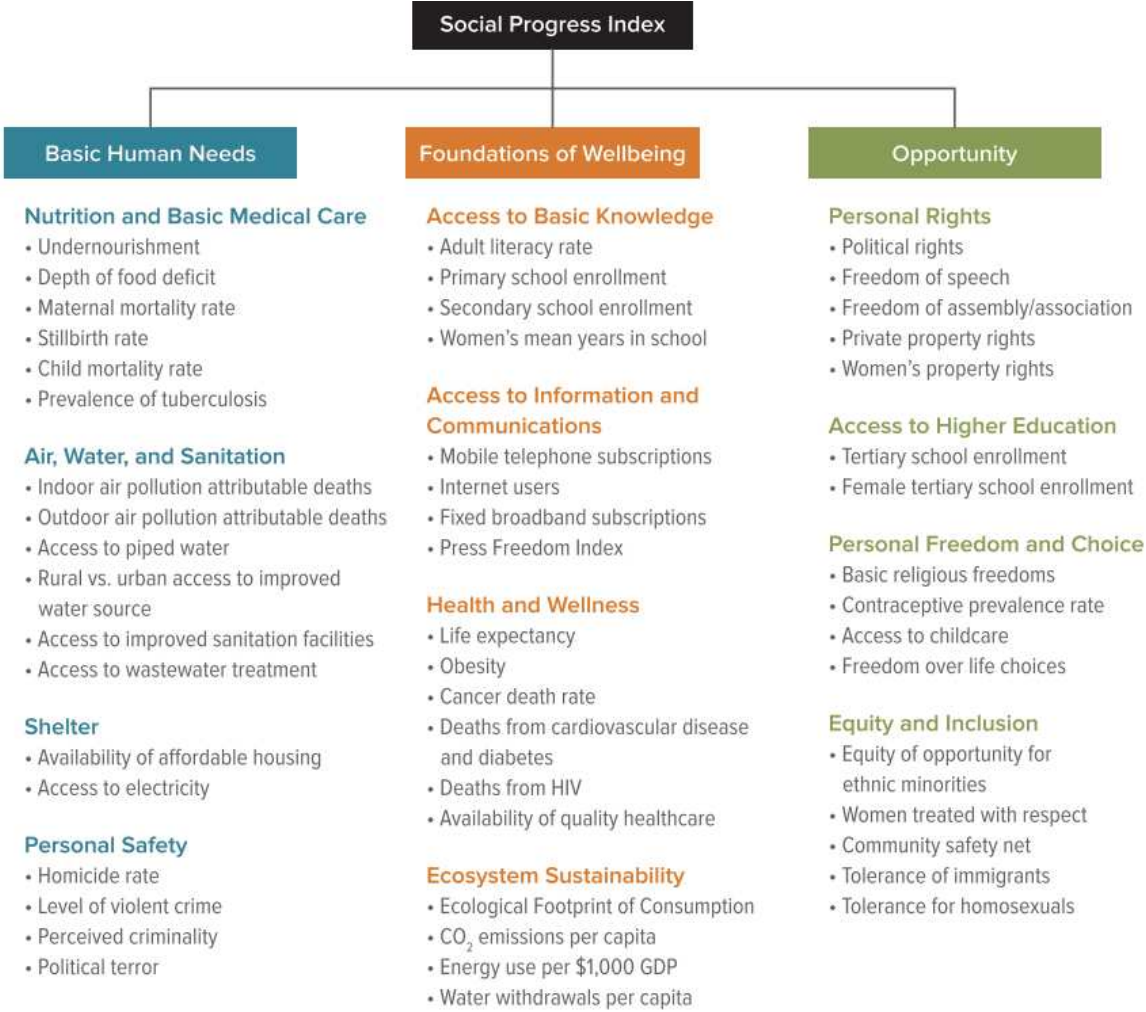 Social Progress Index
Basic Human Needs
Nutrition and Basic Medical Care
• Undernourishment
• Depth of food deficit
• Maternal mortality rate
• Stillbirth rate
• Child mortality rate
• Prevalence of tuberculosis
Air, Water, and Sanitation
• Indoor air pollution attributable deaths
• Outdoor air pollution attributable deaths
• Access to piped water
• Rural vs. urban access to improved
water source
• Access to improved sanitation facilities
• Access to wastewater treatment
Shelter
• Availability of affordable housing
• Access to electricity
Personal Safety
• Homicide rate
• Level of violent crime
• Perceived criminality
• Political terror
Foundations of Wellbeing
Access to Basic Knowledge
• Adult literacy rate
• Primary school enrollment
• Secondary school enrollment
• Women's mean years in school
Access to Information and
Communications
• Mobile telephone subscriptions
• Internet users
• Fixed broadband subscriptions
• Press Freedom Index
Health and Wellness
• Life expectancy
• Obesity
• Cancer death rate
• Deaths from cardiovascular disease
and diabetes
• Deaths from HIV
• Availability of quality healthcare
Ecosystem Sustainability
• Ecological Footprint of Consumption
• CO₂ emissions per capita
• Energy use per $1,000 GDP
• Water withdrawals per capita
Opportunity
Personal Rights
• Political rights
• Freedom of speech
• Freedom of assembly/association
• Private property rights
• Women's property rights
Access to Higher Education
• Tertiary school enrollment
• Female tertiary school enrollment
Personal Freedom and Choice
• Basic religious freedoms
• Contraceptive prevalence rate
• Access to childcare
• Freedom over life choices
Equity and Inclusion
• Equity of opportunity for
ethnic minorities
• Women treated with respect
• Community safety net
• Tolerance of immigrants
• Tolerance for homosexuals